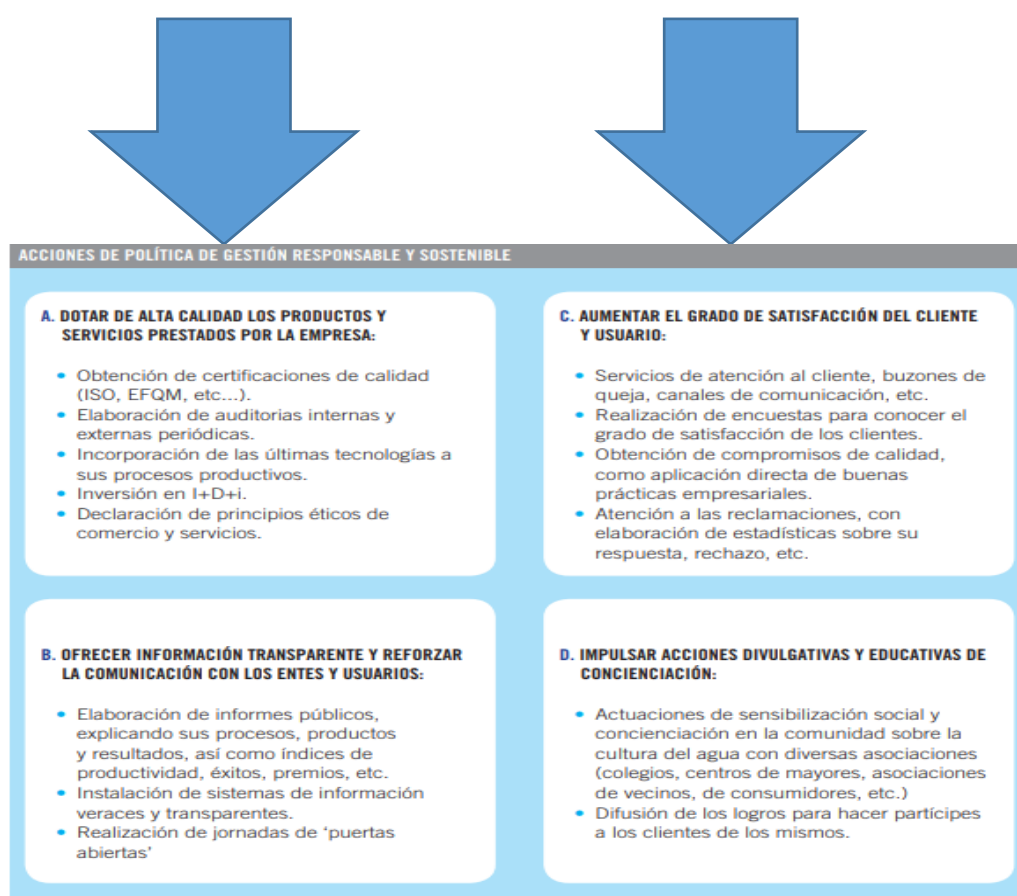 ACCIONES DE POLÍTICA DE GESTIÓN RESPONSABLE Y SOSTENIBLE
A. DOTAR DE ALTA CALIDAD LOS PRODUCTOS Y
SERVICIOS PRESTADOS POR LA EMPRESA:
• Obtención de certificaciones de calidad
(ISO, EFQM, etc...).
• Elaboración de auditorias internas y
externas periódicas.
• Incorporación de las últimas tecnologías a
sus procesos productivos.
• Inversión en I+D+i.
• Declaración de principios éticos de
comercio y servicios.
B. OFRECER INFORMACIÓN TRANSPARENTE Y REFORZAR
LA COMUNICACIÓN CON LOS ENTES Y USUARIOS:
• Elaboración de informes públicos,
explicando sus procesos, productos
y resultados, así como índices de
productividad, éxitos, premios, etc.
• Instalación de sistemas de información
veraces y transparentes.
• Realización de jornadas de ‘puertas
abiertas’
C. AUMENTAR EL GRADO DE SATISFACCIÓN DEL CLIENTE
Y USUARIO:
• Servicios de atención al cliente, buzones de
queja, canales de comunicación, etc.
• Realización de encuestas para conocer el
grado de satisfacción de los clientes.
• Obtención de compromisos de calidad,
como aplicación directa de buenas
prácticas empresariales.
• Atención a las reclamaciones, con
elaboración de estadísticas sobre su
respuesta, rechazo, etc.
D. IMPULSAR ACCIONES DIVULGATIVAS Y EDUCATIVAS DE
CONCIENCIACIÓN:
• Actuaciones de sensibilización social y
concienciación en la comunidad sobre la
cultura del agua con diversas asociaciones
(colegios, centros de mayores, asociaciones
de vecinos, de consumidores, etc.)
• Difusión de los logros para hacer partícipes
a los clientes de los mismos.